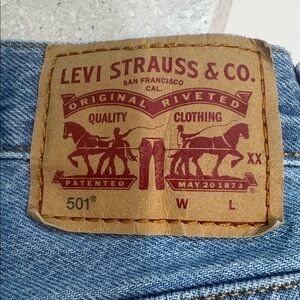 LEVI STRAUSS & CO.
SAN FRANCISCO
CAL.
ORIGINAL RIVETED
QUALITY CLOTHING
XX
PATENTED MAY 20 1873
501® W L